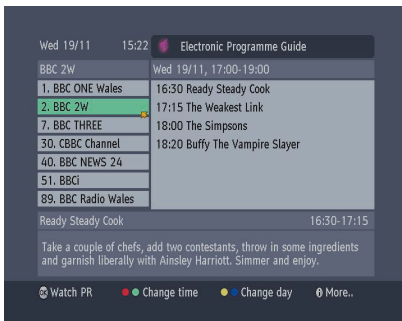 Wed 19/11 15:22 Electronic Programme Guide
BBC 2W Wed 19/11, 17:00-19:00
1. BBC ONE Wales 16:30 Ready Steady Cook
2. BBC 2W 17:15 The Weakest Link
7. BBC THREE 18:00 The Simpsons
30. CBBC Channel 18:20 Buffy The Vampire Slayer
40. BBC NEWS 24
51. BBCi
89. BBC Radio Wales
Ready Steady Cook 16:30-17:15
Take a couple of chefs, add two contestants, throw in some ingredients
and garnish liberally with Ainsley Harriott. Simmer and enjoy.
OK Watch PR Change time Change day i More..